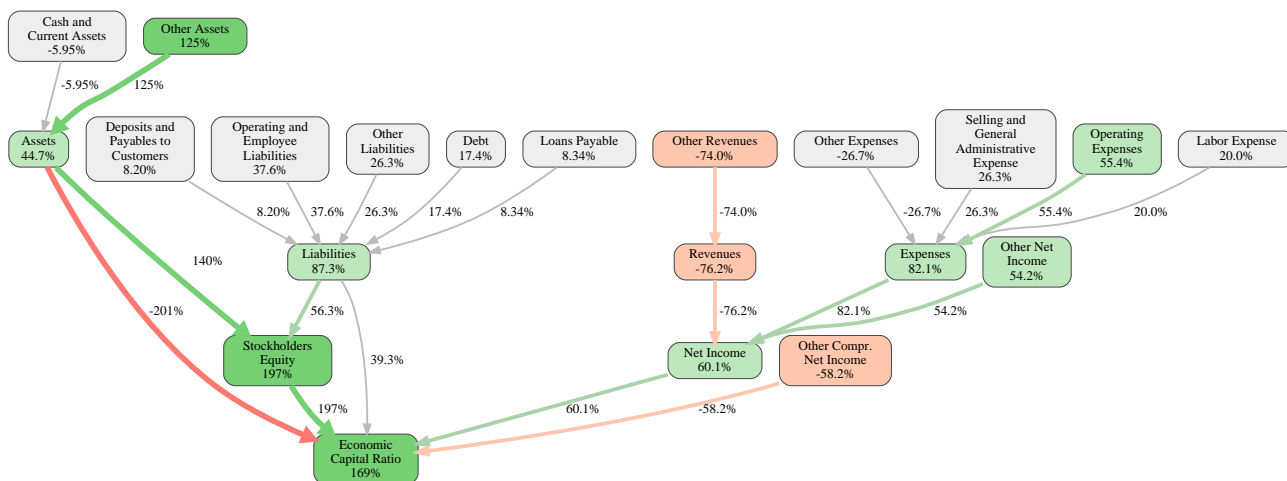 Cash and
Current Assets
-5.95%
Other Assets
125%
-5.95%
125%
Assets
44.7%
Deposits and
Payables to
Customers
8.20%
Operating and
Employee
Liabilities
37.6%
Other
Liabilities
26.3%
Debt
17.4%
Loans Payable
8.34%
Other Revenues
-74.0%
Other Expenses
-26.7%
Selling and
General
Administrative
Expense
26.3%
Operating
Expenses
55.4%
Labor Expense
20.0%
8.20%
37.6%
26.3%
17.4%
8.34%
-74.0%
-26.7%
26.3%
55.4%
20.0%
140%
Liabilities
87.3%
Revenues
-76.2%
Expenses
82.1%
Other Net
Income
54.2%
-201%
56.3%
-76.2%
82.1%
54.2%
Stockholders
Equity
197%
39.3%
Net Income
60.1%
Other Compr.
Net Income
-58.2%
197%
60.1%
-58.2%
Economic
Capital Ratio
169%